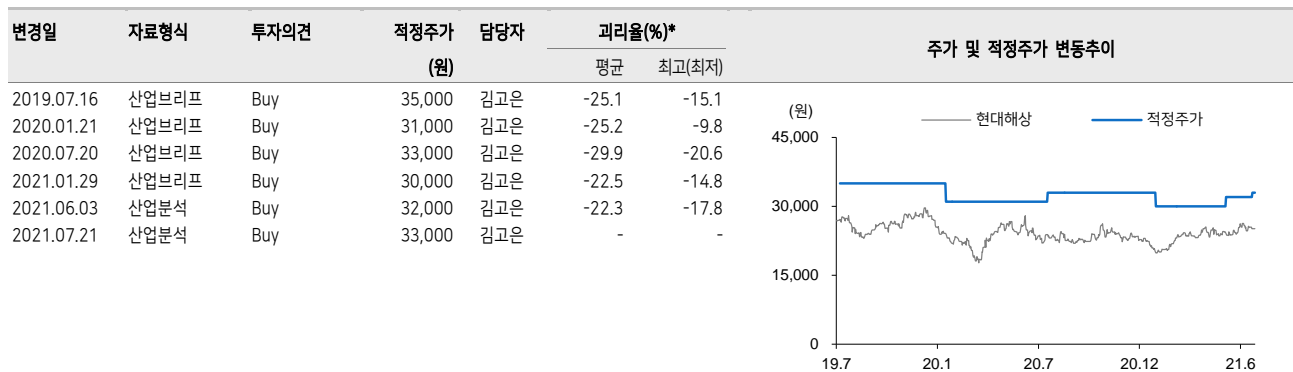 변경일 자료형식 투자의견 적정주가 담당자 괴리율(%)* 주가 및 적정주가 변동추이
(원) 평균 최고(최저)
2019.07.16 산업브리프 Buy 35,000 김고은 -25.1 -15.1
2020.01.21 산업브리프 Buy 31,000 김고은 -25.2 -9.8
2020.07.20 산업브리프 Buy 33,000 김고은 -29.9 -20.6
2021.01.29 산업브리프 Buy 30,000 김고은 -22.5 -14.8
2021.06.03 산업분석 Buy 32,000 김고은 -22.3 -17.8
2021.07.21 산업분석 Buy 33,000 김고은 - -
(원) 현대해상 적정주가
45,000
30,000
15,000
0
19.7 20.1 20.7 20.12 21.6